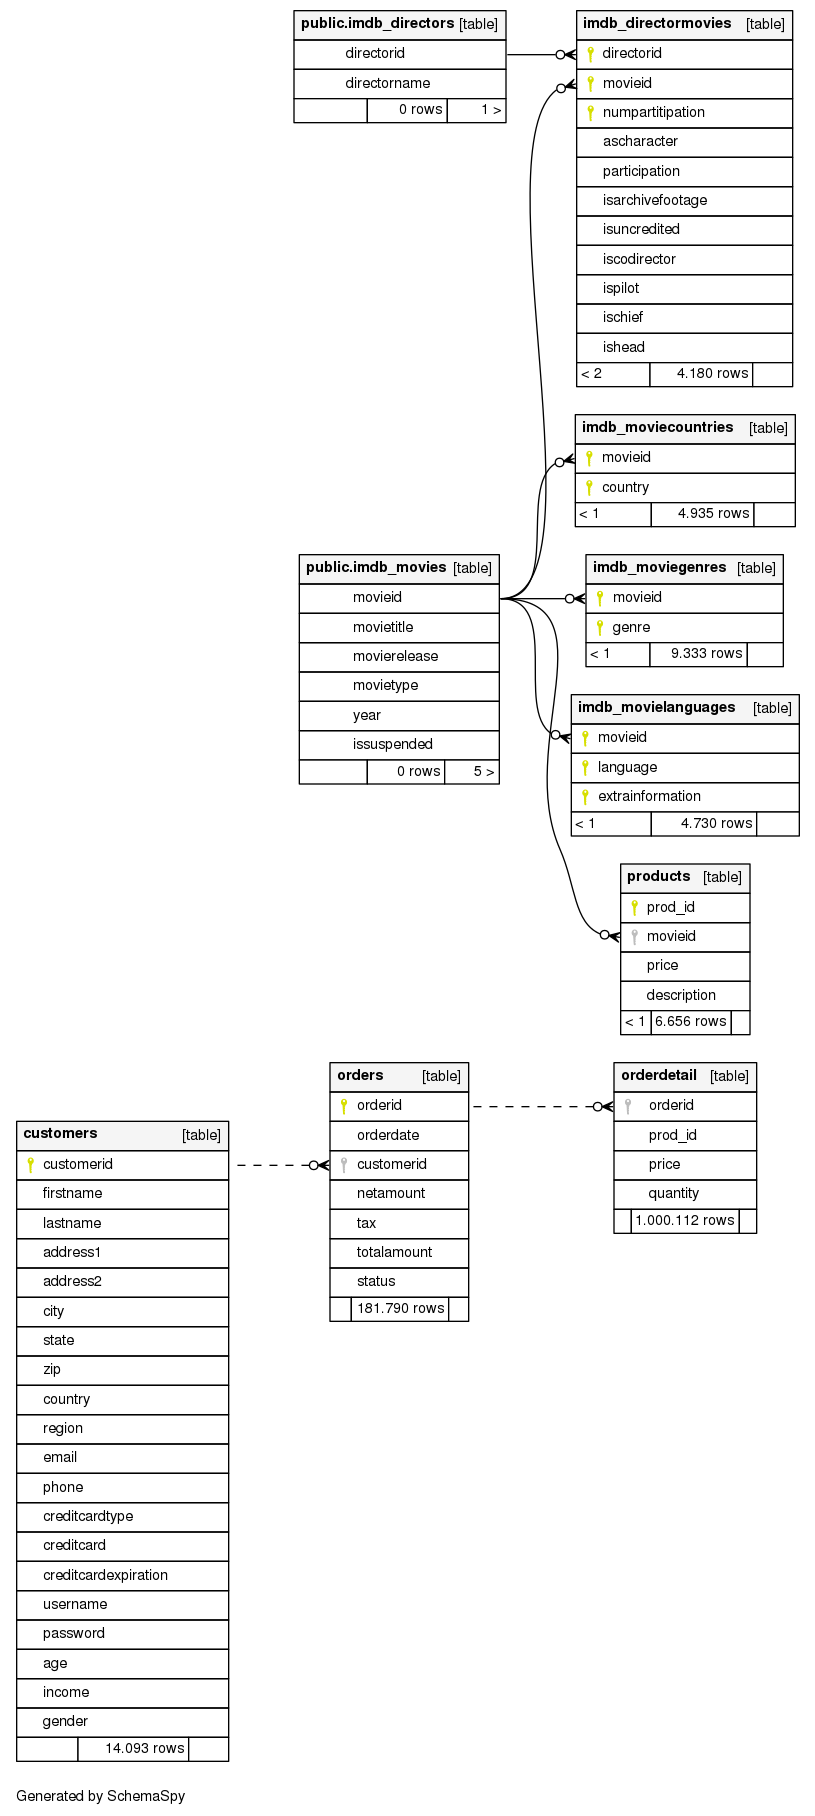 public.imdb_directors [table]
directorid
directorname
0 rows 1 >
imdb_directormovies [table]
directorid
movieid
numpartitipation
ascharacter
participation
isarchivefootage
isuncredited
iscodirector
ispilot
ischief
ishead
< 2 4.180 rows
imdb_moviecountries [table]
movieid
country
< 1 4.935 rows
public.imdb_movies [table]
movieid
movietitle
movierelease
movietype
year
issuspended
0 rows 5 >
imdb_moviegenres [table]
movieid
genre
< 1 9.333 rows
imdb_movielanguages [table]
movieid
language
extrainformation
< 1 4.730 rows
products [table]
prod_id
movieid
price
description
< 1 6.656 rows
orders [table]
orderid
orderdate
customerid
netamount
tax
totalamount
status
181.790 rows
orderdetail [table]
orderid
prod_id
price
quantity
1.000.112 rows
customers [table]
customerid
firstname
lastname
address1
address2
city
state
zip
country
region
email
phone
creditcardtype
creditcard
creditcardexpiration
username
password
age
income
gender
14.093 rows
Generated by SchemaSpy